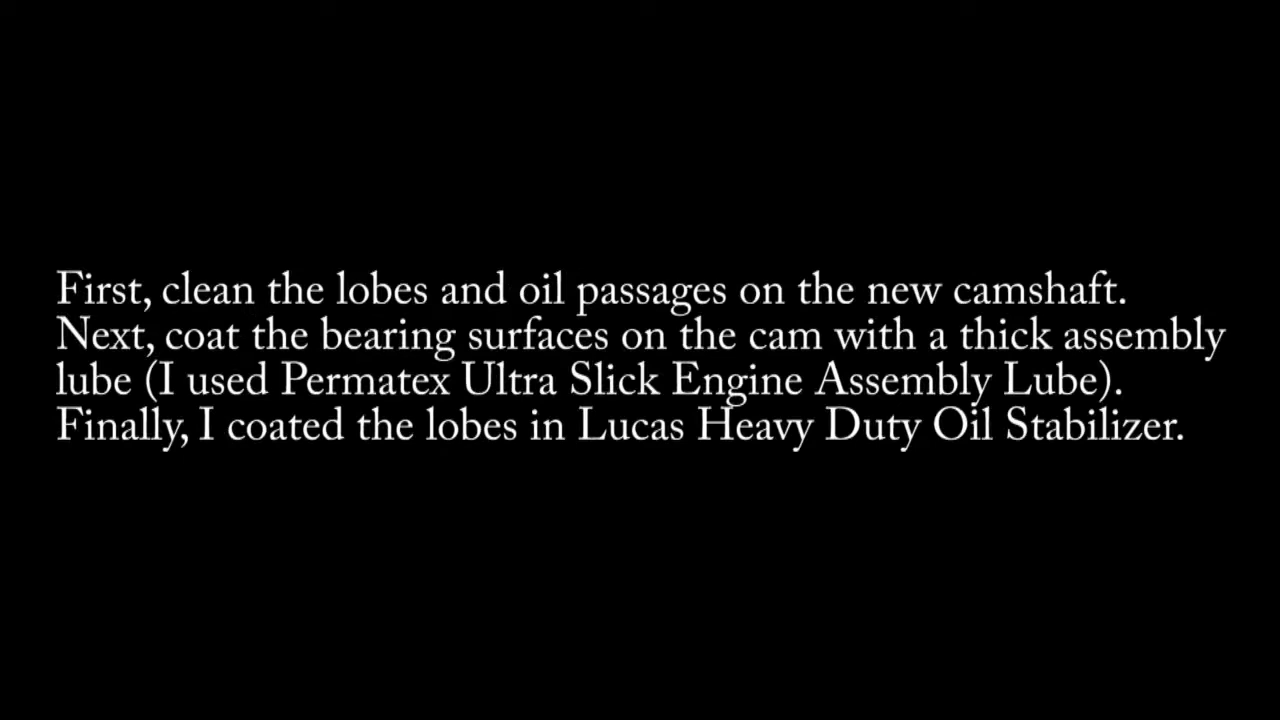 First, clean the lobes and oil passages on the new camshaft.
Next, coat the bearing surfaces on the cam with a thick assembly
lube (I used Permatex Ultra Slick Engine Assembly Lube).
Finally, I coated the lobes in Lucas Heavy Duty Oil Stabilizer.